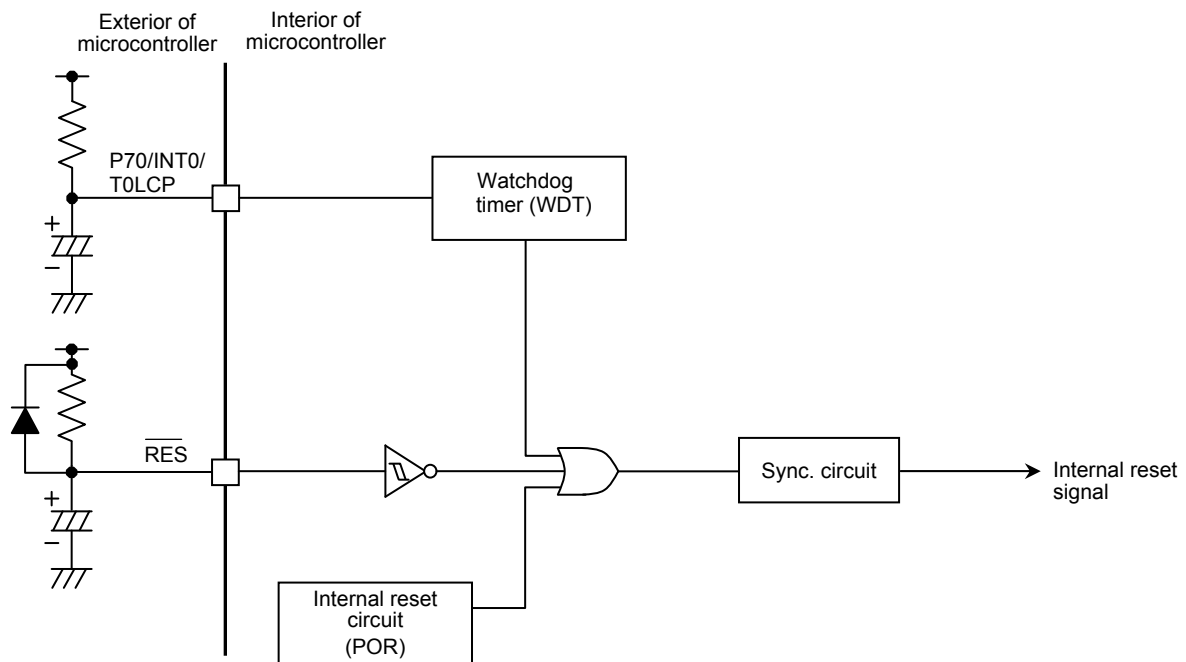 Exterior of
microcontroller
Interior of
microcontroller
P70/INT0/
T0LCP
+
−
Watchdog
timer (WDT)
RES
+
−
Sync. circuit
Internal reset
signal
Internal reset
circuit
(POR)